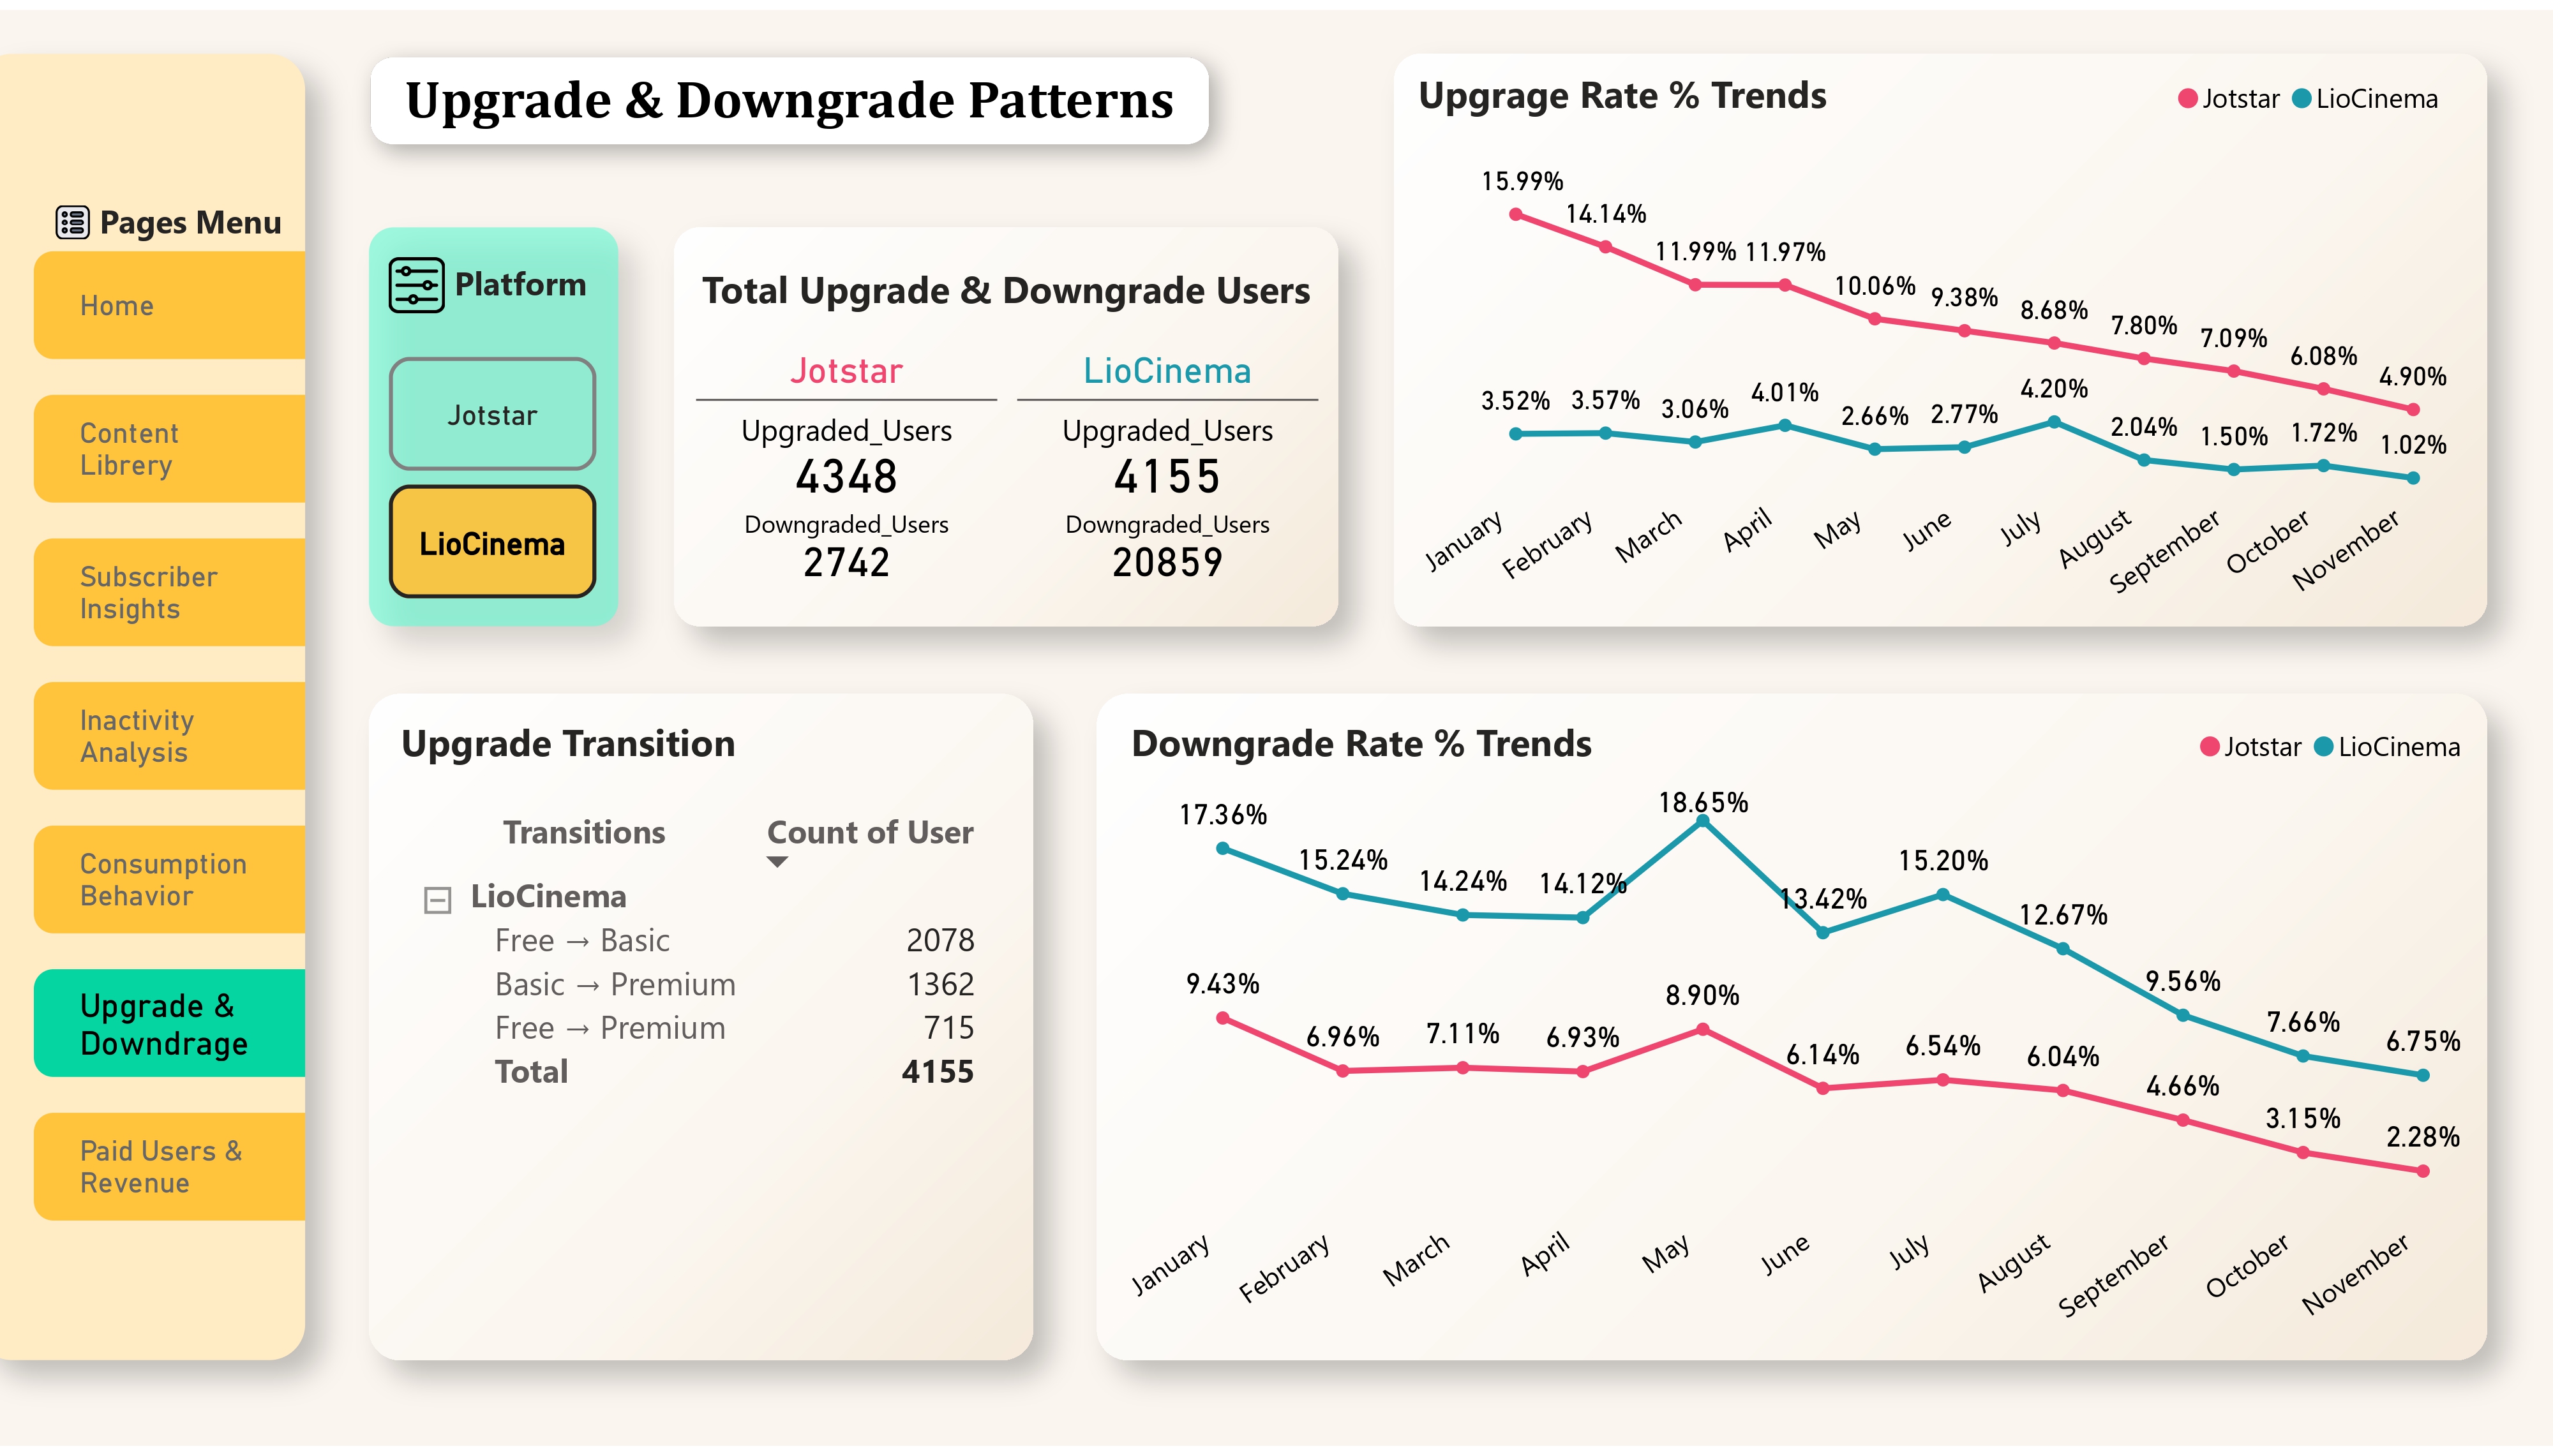 Pages Menu
Home
Content
Librery
Subscriber
Insights
Inactivity
Analysis
Consumption
Behavior
Upgrade &
Downdrage
Paid Users &
Revenue
Upgrade & Downgrade Patterns
Platform
Jotstar
LioCinema
Total Upgrade & Downgrade Users
Jotstar LioCinema
Upgraded_Users Upgraded_Users
4348 4155
Downgraded_Users Downgraded_Users
2742 20859
Upgrage Rate % Trends
Jotstar LioCinema
15.99% 14.14% 11.99% 11.97% 10.06% 9.38% 8.68% 7.80% 7.09% 6.08% 4.90%
3.52% 3.57% 3.06% 4.01% 2.66% 2.77% 4.20% 2.04% 1.50% 1.72% 1.02%
January February March April May June July August September October November
Upgrade Transition
Transitions Count of User
LioCinema
Free → Basic 2078
Basic → Premium 1362
Free → Premium 715
Total 4155
Downgrade Rate % Trends
Jotstar LioCinema
17.36% 15.24% 14.24% 14.12% 18.65% 13.42% 15.20% 12.67% 9.56% 7.66% 6.75%
9.43% 6.96% 7.11% 6.93% 8.90% 6.14% 6.54% 6.04% 4.66% 3.15% 2.28%
January February March April May June July August September October November